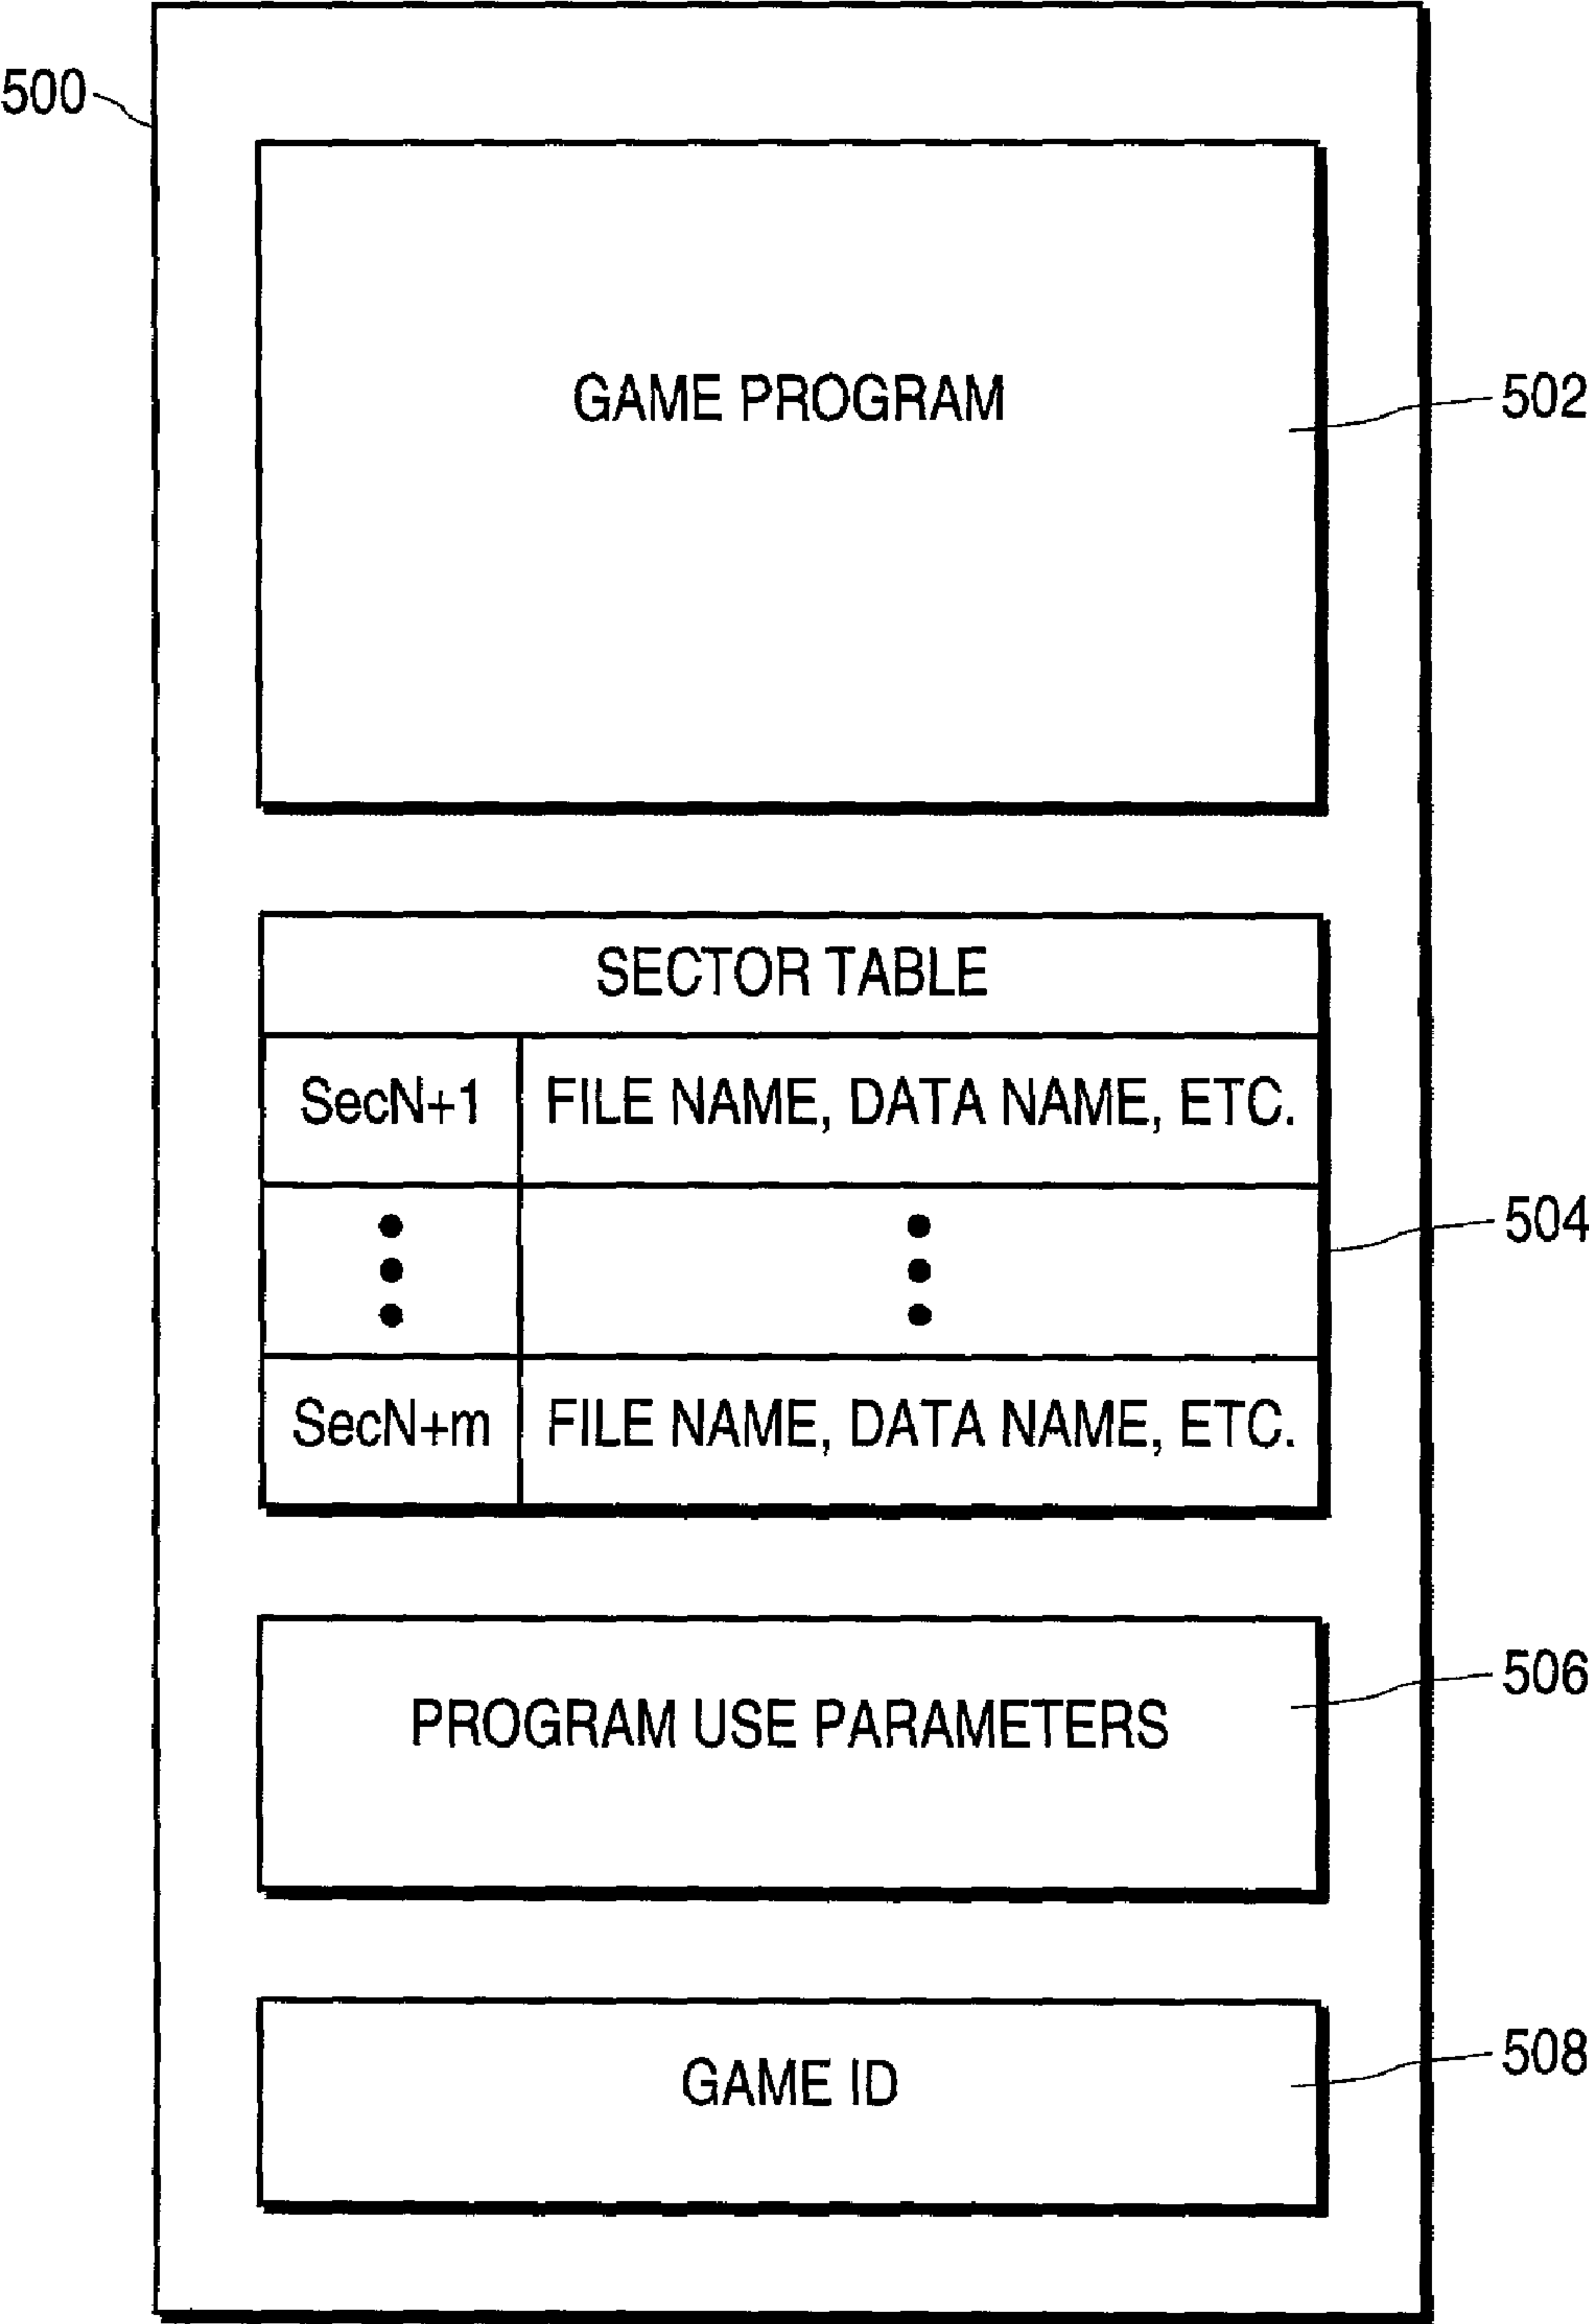 500
GAME PROGRAM
502
SECTOR TABLE
SecN+1 FILE NAME, DATA NAME, ETC.
504
SecN+m FILE NAME, DATA NAME, ETC.
506
PROGRAM USE PARAMETERS
508
GAME ID